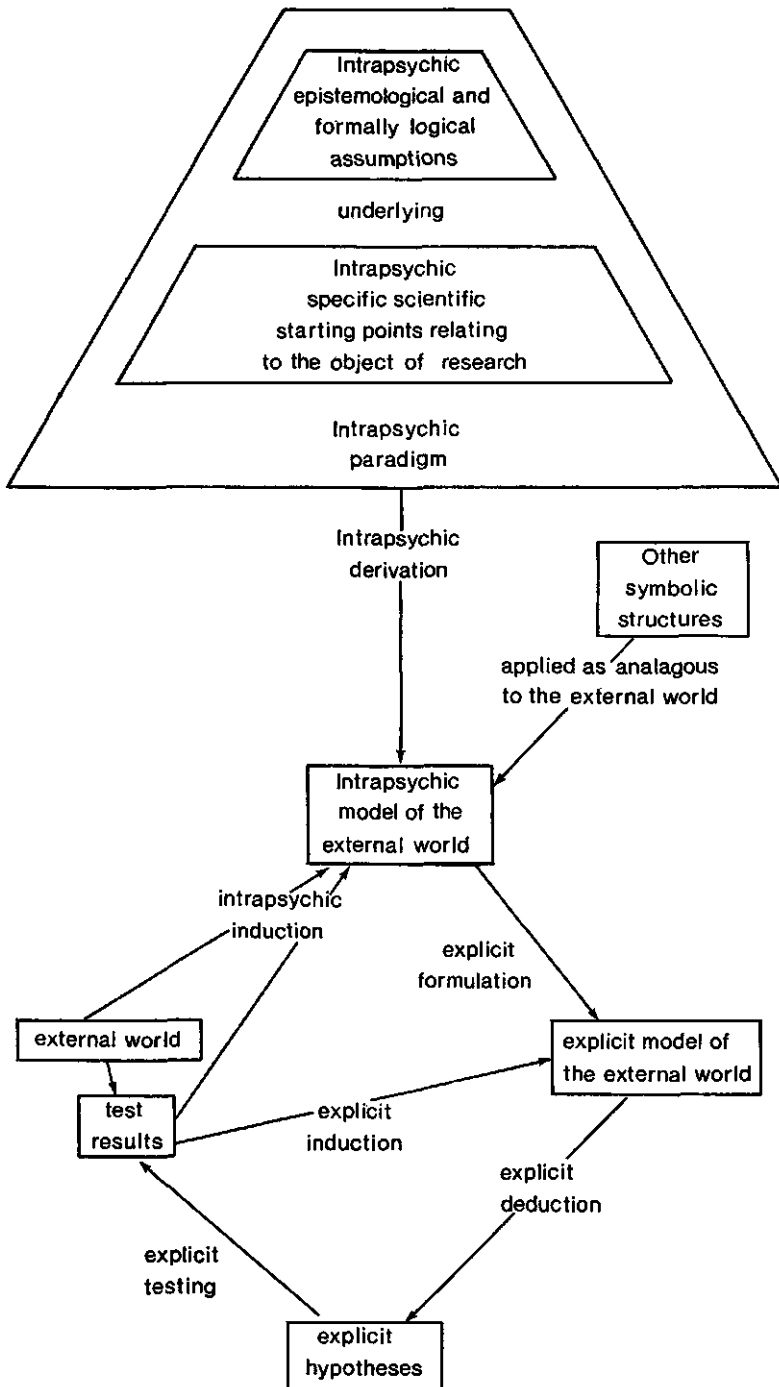 Intrapsychic
epistemological and
formally logical
assumptions
underlying
Intrapsychic
specific scientific
starting points relating
to the object of research
Intrapsychic
paradigm
Intrapsychic
derivation
Other
symbolic
structures
applied as analagous
to the external world
Intrapsychic
model of the
external world
intrapsychic
induction
explicit
formulation
external world
explicit model of
the external world
test
results
explicit
induction
explicit
deduction
explicit
testing
explicit
hypotheses